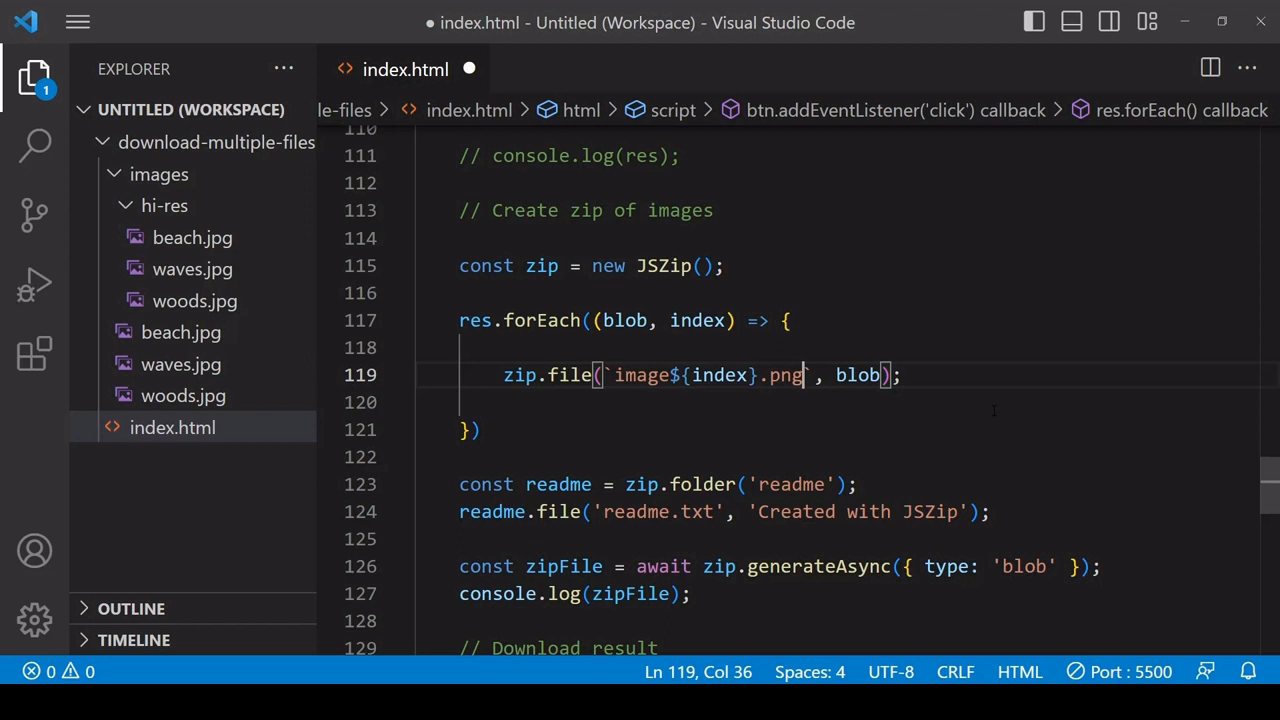 ● index.html - Untitled (Workspace) - Visual Studio Code
EXPLORER
index.html
UNTITLED (WORKSPACE)
le-files > index.html > html > script > btn.addEventListener('click') callback > res.forEach() callback
1
download-multiple-files
images
hi-res
beach.jpg
waves.jpg
woods.jpg
beach.jpg
waves.jpg
woods.jpg
index.html
OUTLINE
TIMELINE
110
111 // console.log(res);
112
113 // Create zip of images
114
115 const zip = new JSZip();
116
117 res.forEach((blob, index) => {
118
119 zip.file(`image${index}.png`, blob);
120
121 })
122
123 const readme = zip.folder('readme');
124 readme.file('readme.txt', 'Created with JSZip');
125
126 const zipFile = await zip.generateAsync({ type: 'blob' });
127 console.log(zipFile);
128
129 // Download result
0 0 Ln 119, Col 36 Spaces: 4 UTF-8 CRLF HTML Port : 5500